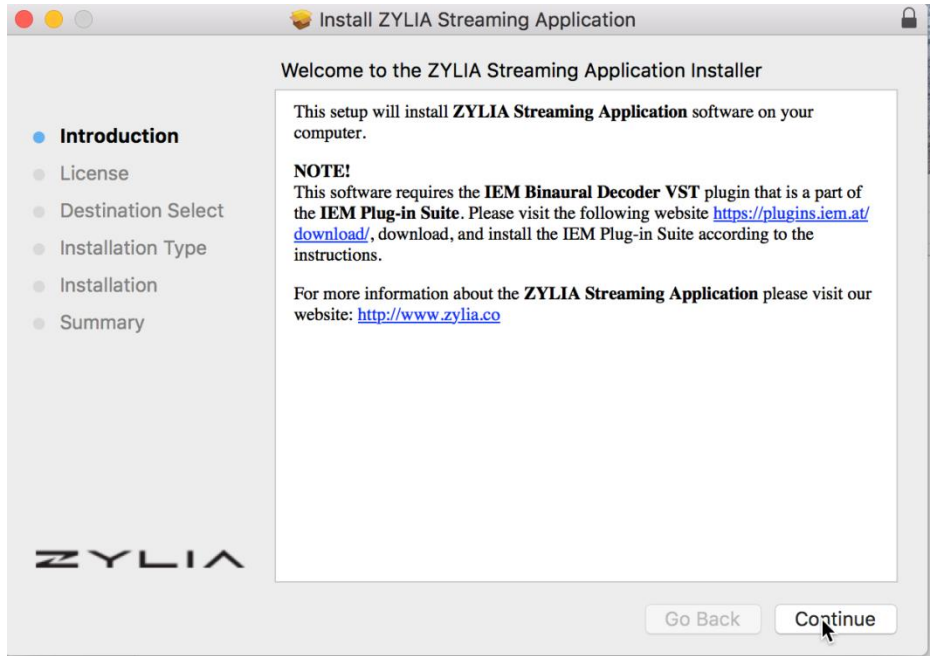 Install ZYLIA Streaming Application
Welcome to the ZYLIA Streaming Application Installer
Introduction
License
Destination Select
Installation Type
Installation
Summary
This setup will install ZYLIA Streaming Application software on your
computer.
NOTE!
This software requires the IEM Binaural Decoder VST plugin that is a part of
the IEM Plug-in Suite. Please visit the following website https://plugins.iem.at/
download/, download, and install the IEM Plug-in Suite according to the
instructions.
For more information about the ZYLIA Streaming Application please visit our
website: http://www.zylia.co
ZYLIA
Go Back
Continue